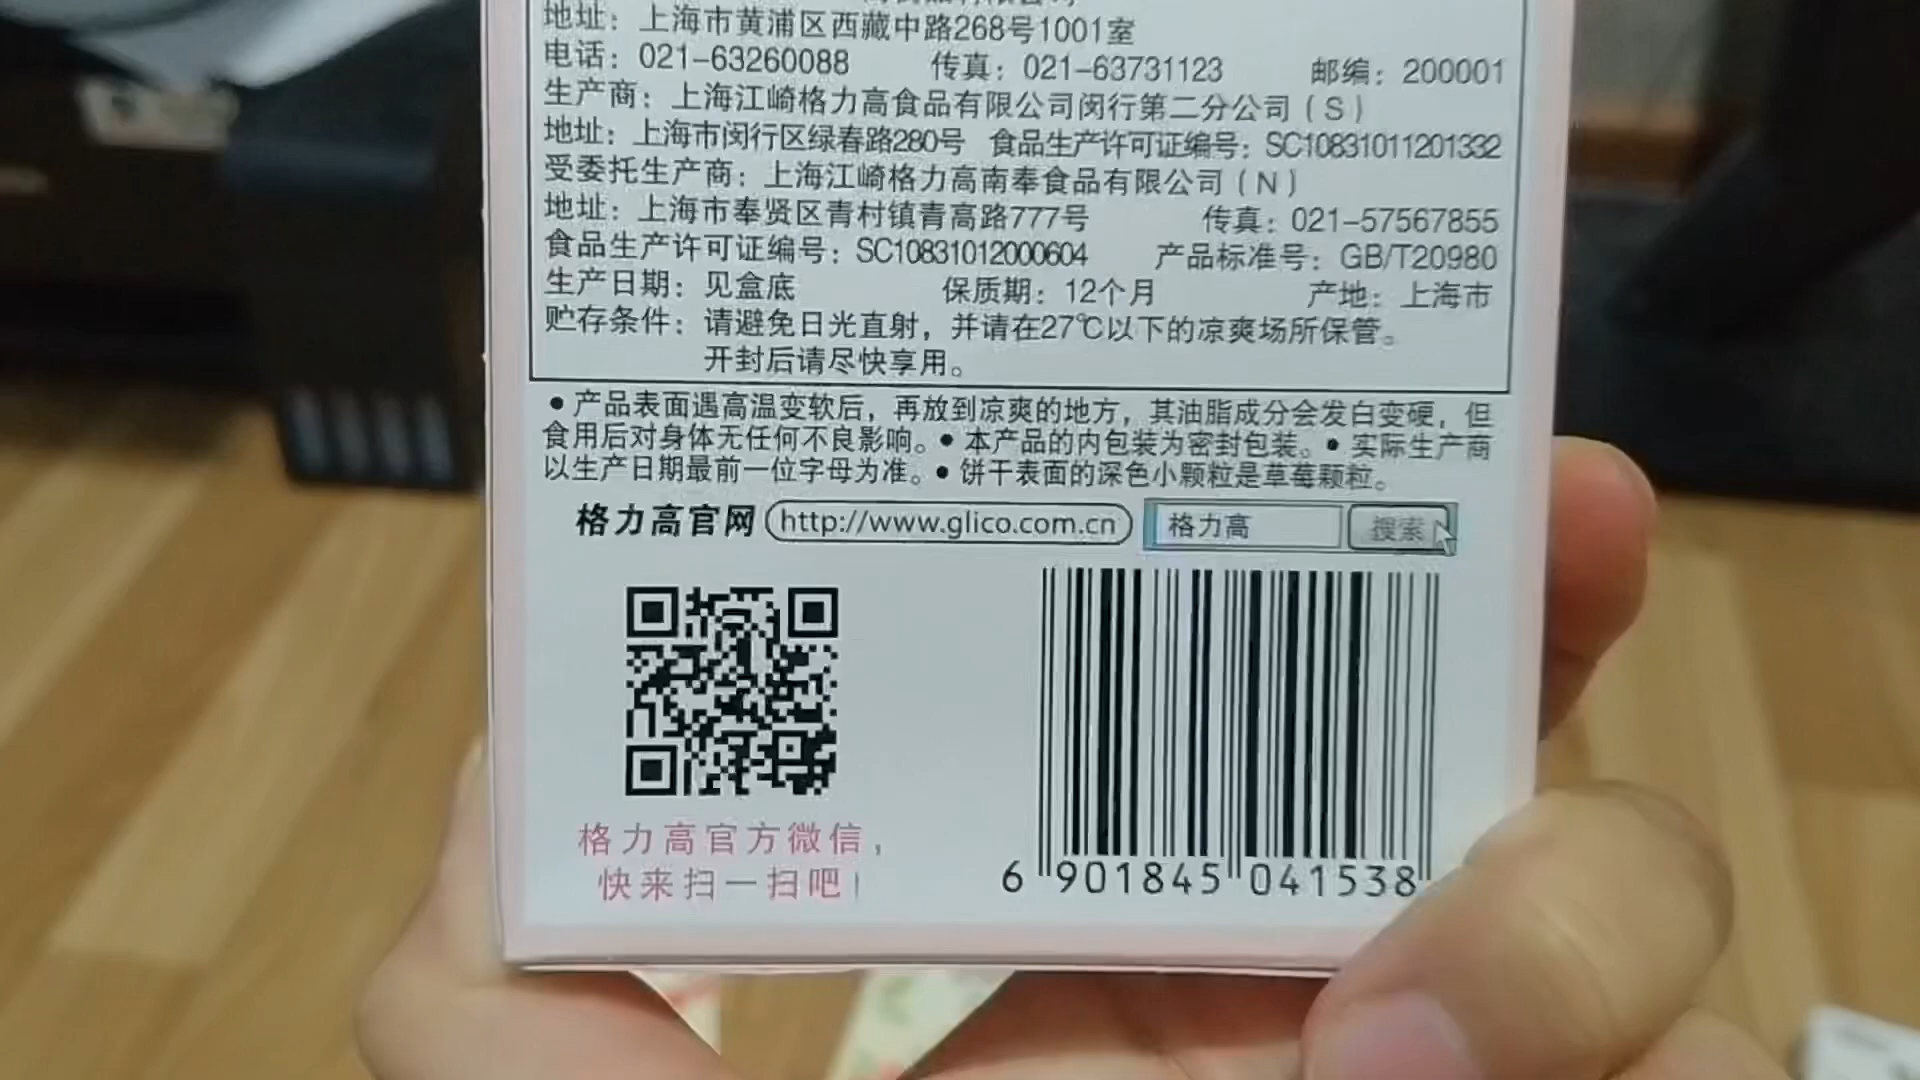 地址：上海市黄浦区西藏中路268号1001室
电话：021-63260088 传真：021-63731123 邮编：200001
生产商：上海江崎格力高食品有限公司闵行第二分公司(S)
地址：上海市闵行区绿春路280号 食品生产许可证编号：SC10831011201332
受委托生产商：上海江崎格力高南奉食品有限公司(N)
地址：上海市奉贤区青村镇青高路777号 传真：021-57567855
食品生产许可证编号：SC10831012000604 产品标准号：GB/T20980
生产日期：见盒底 保质期：12个月 产地：上海市
贮存条件：请避免日光直射，并请在27℃以下的凉爽场所保管。
开封后请尽快享用。
●产品表面遇高温变软后，再放到凉爽的地方，其油脂成分会发白变硬，但
食用后对身体无任何不良影响。●本产品的内包装为密封包装。●实际生产商
以生产日期最前一位字母为准。●饼干表面的深色小颗粒是草莓颗粒。
格力高官网 http://www.glico.com.cn 格力高 搜索
格力高官方微信，
快来扫一扫吧！
6 901845 041538